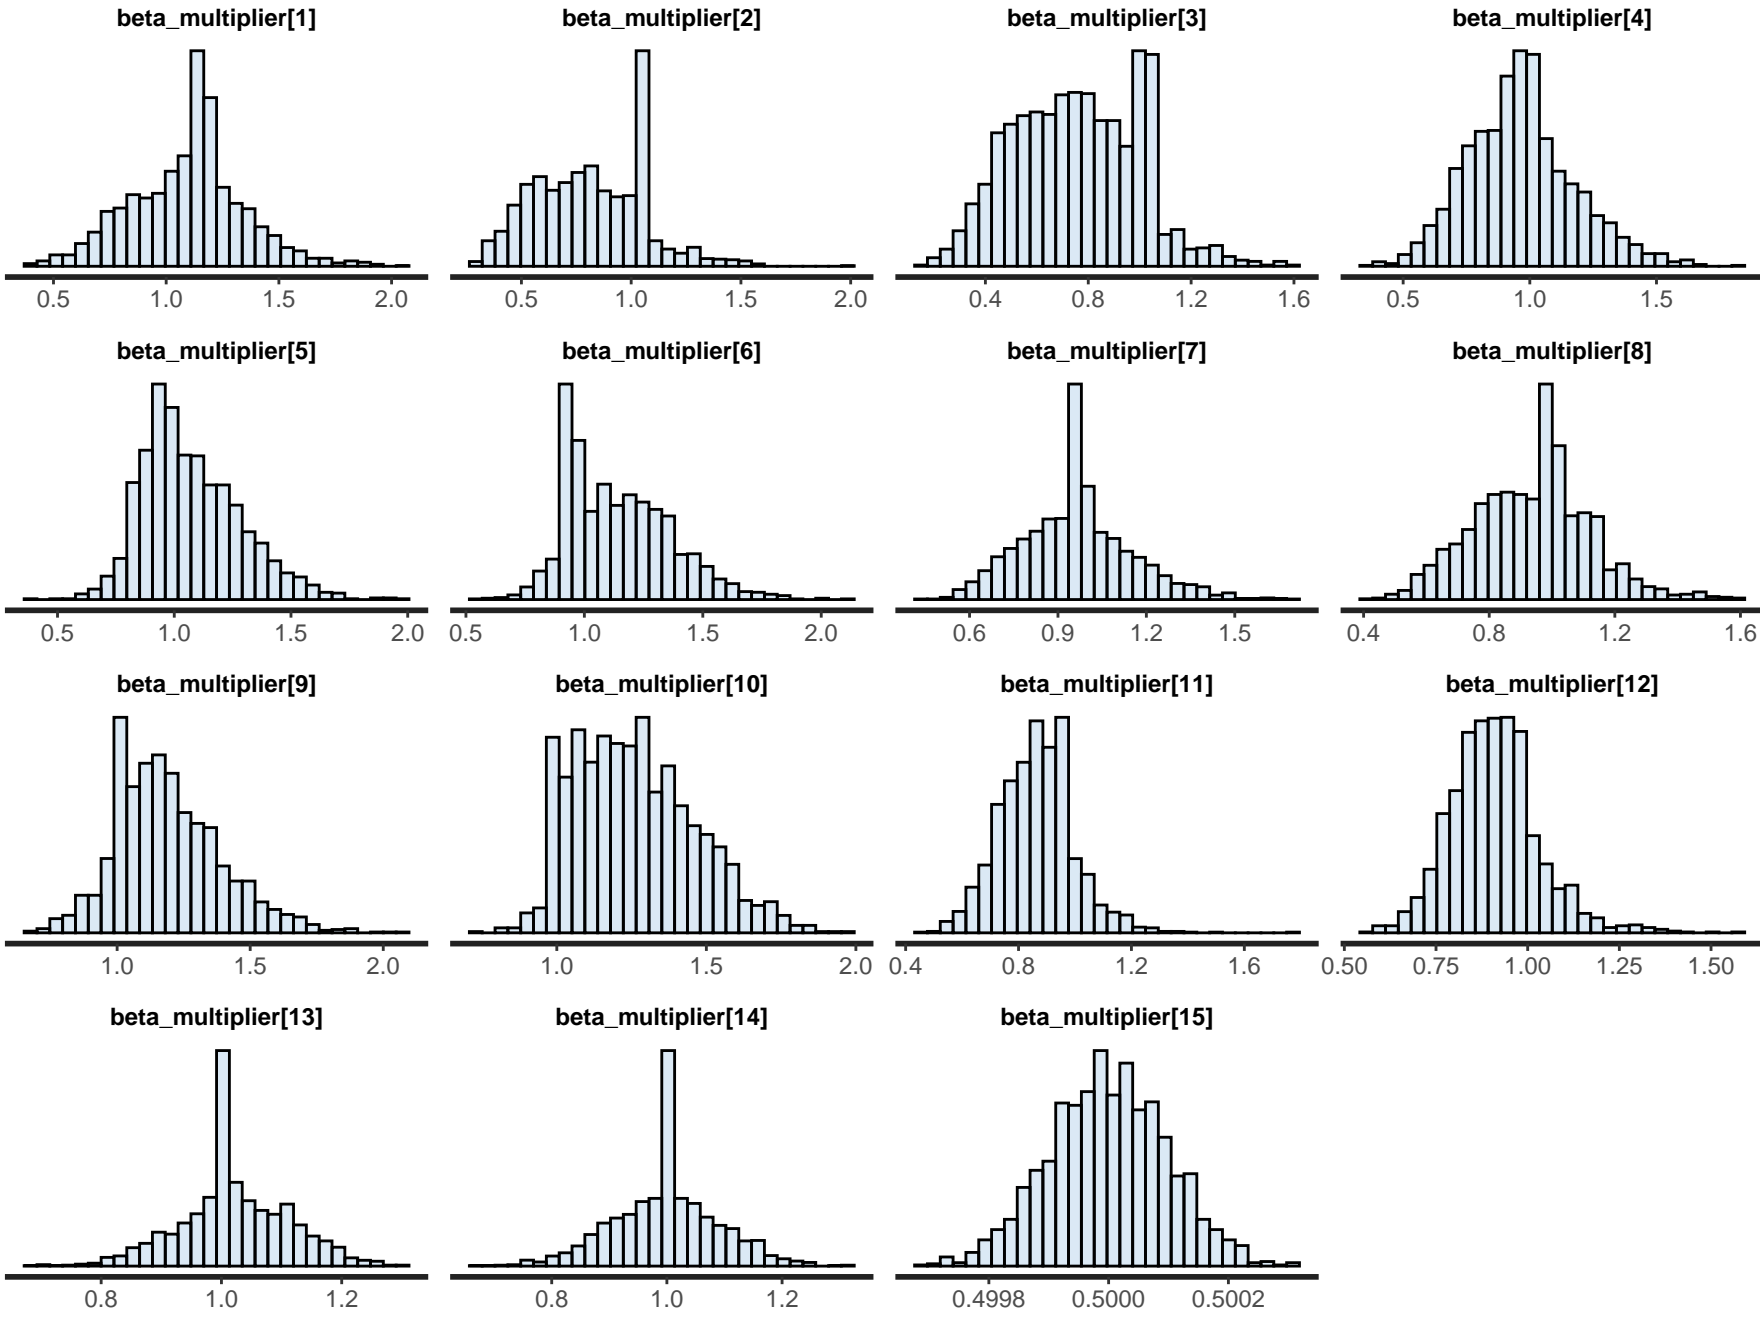 beta_multiplier[1] beta_multiplier[2] beta_multiplier[3] beta_multiplier[4]
0.5 1.0 1.5 2.0 0.5 1.0 1.5 2.0 0.4 0.8 1.2 1.6 0.5 1.0 1.5
beta_multiplier[5] beta_multiplier[6] beta_multiplier[7] beta_multiplier[8]
0.5 1.0 1.5 2.0 0.5 1.0 1.5 2.0 0.6 0.9 1.2 1.5 0.4 0.8 1.2 1.6
beta_multiplier[9] beta_multiplier[10] beta_multiplier[11] beta_multiplier[12]
1.0 1.5 2.0 1.0 1.5 2.0 0.4 0.8 1.2 1.6 0.50 0.75 1.00 1.25 1.50
beta_multiplier[13] beta_multiplier[14] beta_multiplier[15]
0.8 1.0 1.2 0.8 1.0 1.2 0.4998 0.5000 0.5002